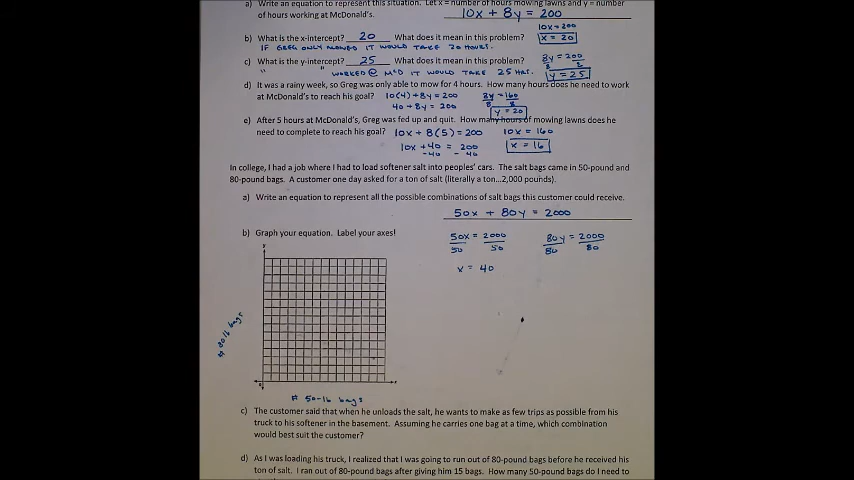 a) Write an equation to represent this situation. Let x = number of hours mowing lawns and y = number
of hours working at McDonald's. 10x + 8y = 200
10x = 200
b) What is the x-intercept? 20 What does it mean in this problem? x = 20
IF GREG ONLY MOWED IT WOULD TAKE 20 HOURS.
c) What is the y-intercept? 25 What does it mean in this problem? 8y = 200
" " WORKED @ McD IT WOULD TAKE 25 HRS. y = 25
d) It was a rainy week, so Greg was only able to mow for 4 hours. How many hours does he need to work
at McDonald's to reach his goal? 10(4) + 8y = 200 8y = 160
40 + 8y = 200 8 8
y = 20
e) After 5 hours at McDonald's, Greg was fed up and quit. How many hours of mowing lawns does he
need to complete to reach his goal? 10x + 8(5) = 200 10x = 160
10x + 40 = 200 x = 16
-40 - 40
In college, I had a job where I had to load softener salt into peoples' cars. The salt bags came in 50-pound and
80-pound bags. A customer one day asked for a ton of salt (literally a ton...2,000 pounds).
a) Write an equation to represent all the possible combinations of salt bags this customer could receive.
50x + 80y = 2000
b) Graph your equation. Label your axes! 50x = 2000 80y = 2000
50 50 80 80
x = 40
y
# 80 lb bags
x
# 50-lb bags
c) The customer said that when he unloads the salt, he wants to make as few trips as possible from his
truck to his softener in the basement. Assuming he carries one bag at a time, which combination
would best suit the customer?
d) As I was loading his truck, I realized that I was going to run out of 80-pound bags before he received his
ton of salt. I ran out of 80-pound bags after giving him 15 bags. How many 50-pound bags do I need to